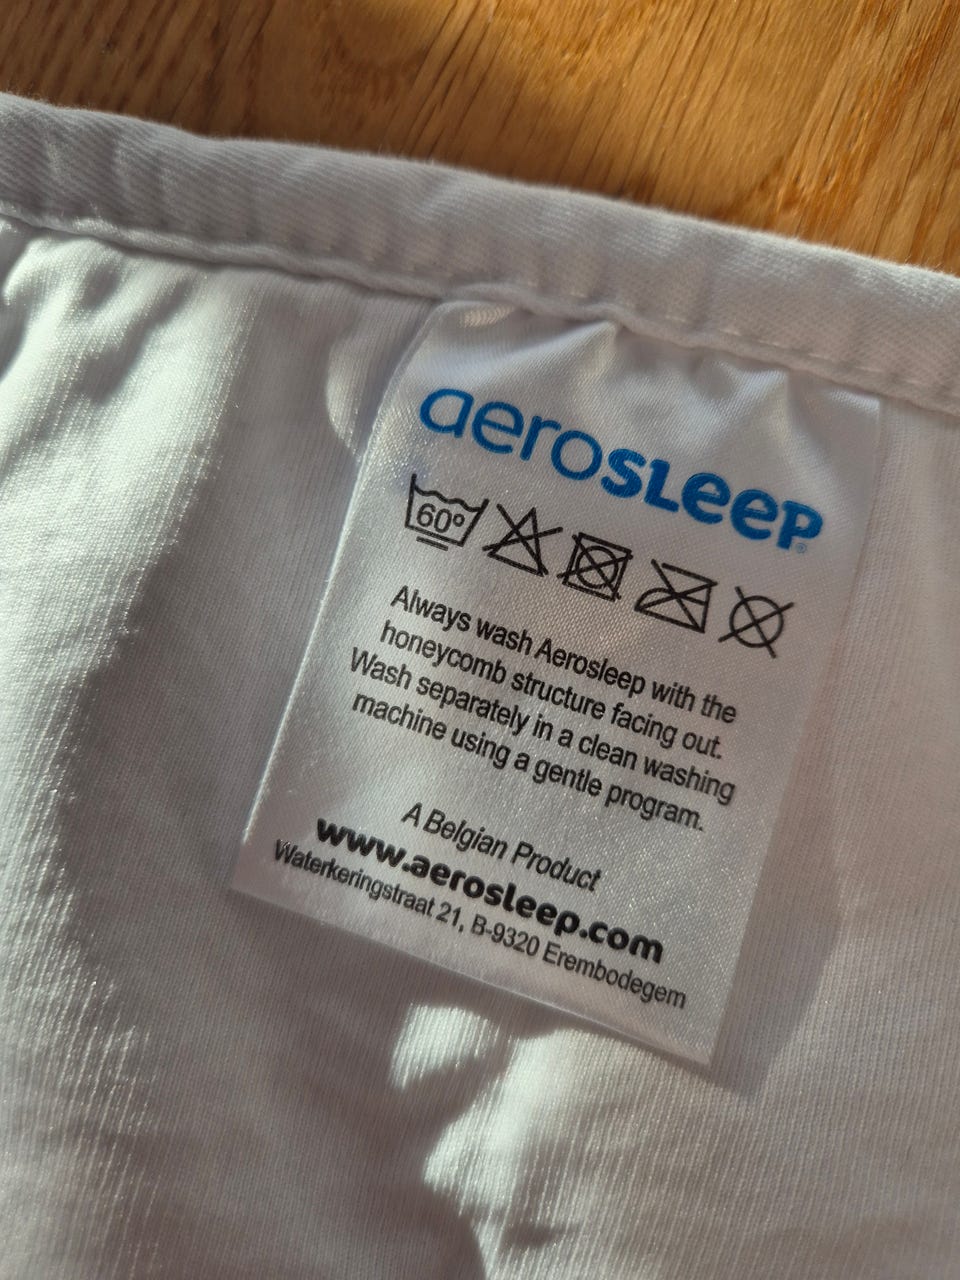 aerosleep®
60º
Always wash Aerosleep with the
honeycomb structure facing out.
Wash separately in a clean washing
machine using a gentle program.
A Belgian Product
www.aerosleep.com
Waterkeringstraat 21, B-9320 Erembodegem